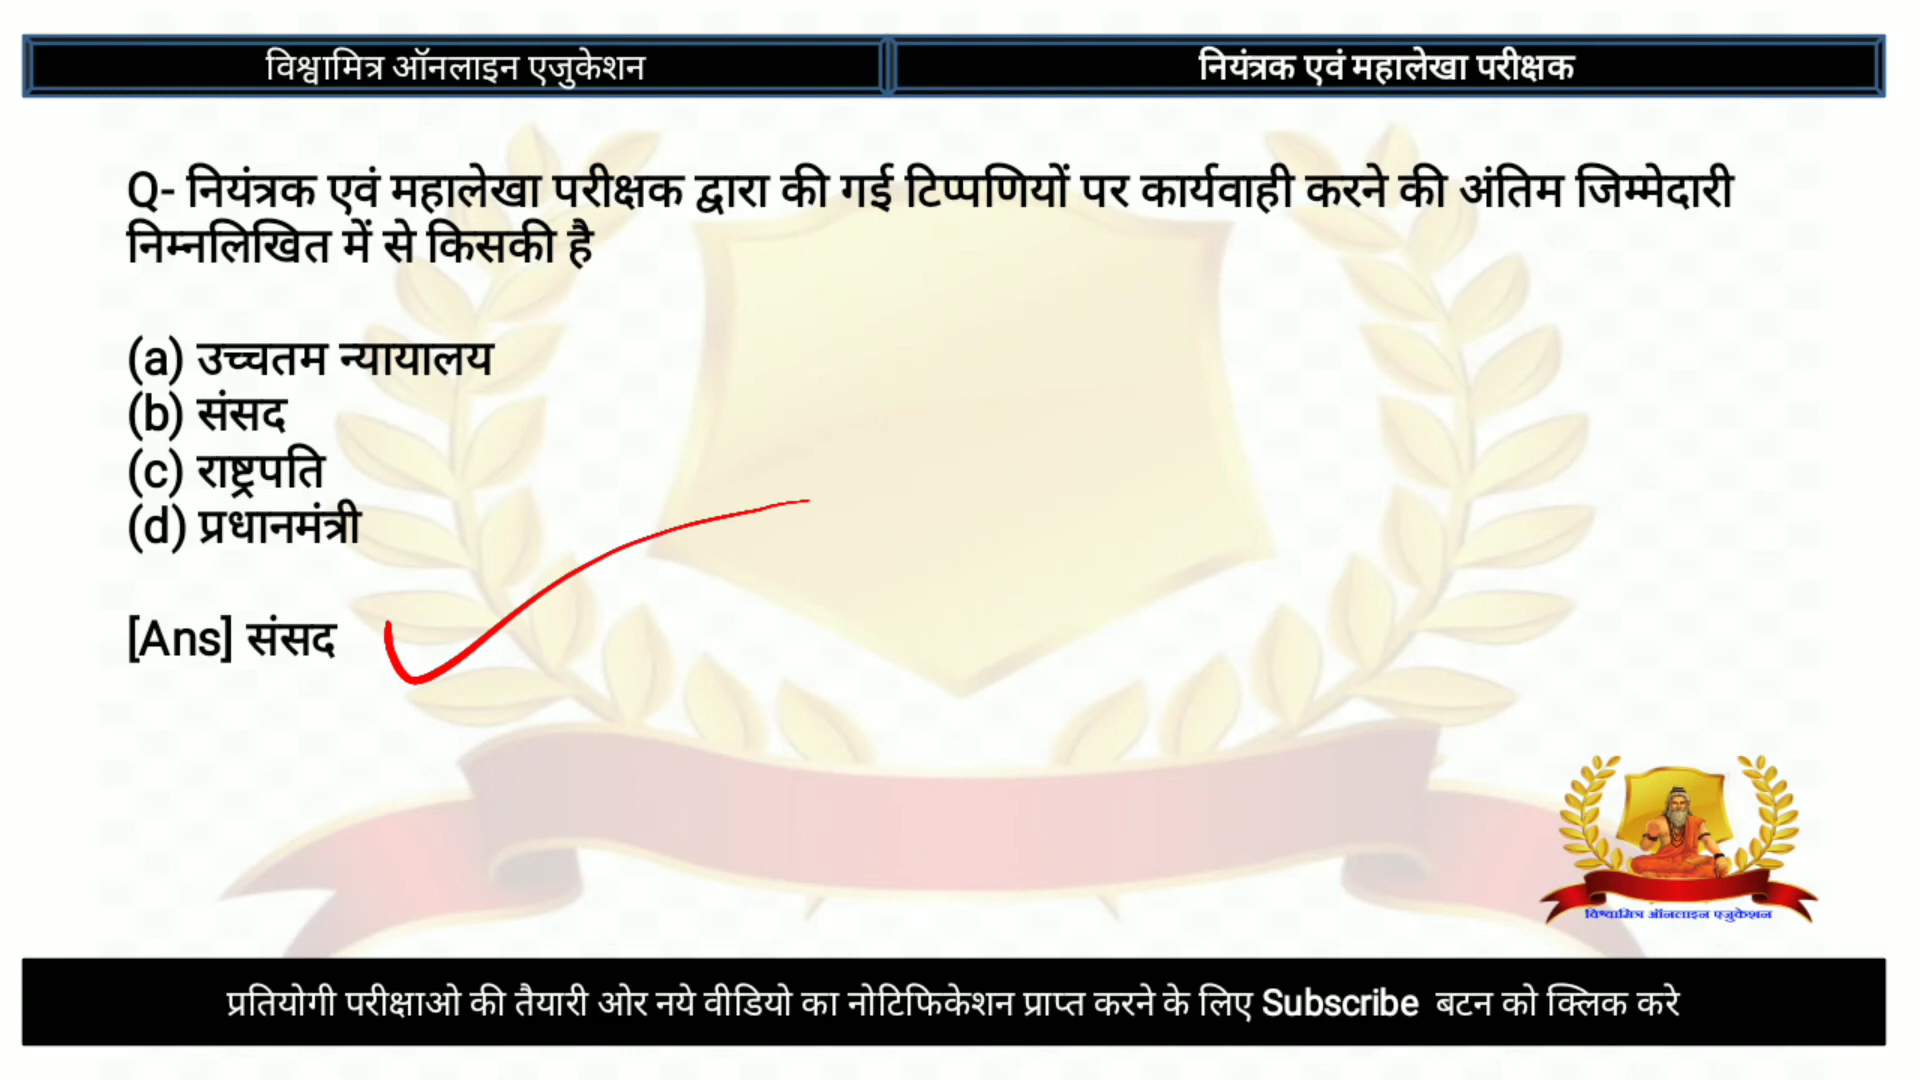 विश्वामित्र ऑनलाइन एजुकेशन
नियंत्रक एवं महालेखा परीक्षक
Q- नियंत्रक एवं महालेखा परीक्षक द्वारा की गई टिप्पणियों पर कार्यवाही करने की अंतिम जिम्मेदारी
निम्नलिखित में से किसकी है
(a) उच्चतम न्यायालय
(b) संसद
(c) राष्ट्रपति
(d) प्रधानमंत्री
[Ans] संसद
विश्वामित्र ऑनलाइन एजुकेशन
प्रतियोगी परीक्षाओ की तैयारी ओर नये वीडियो का नोटिफिकेशन प्राप्त करने के लिए Subscribe बटन को क्लिक करे